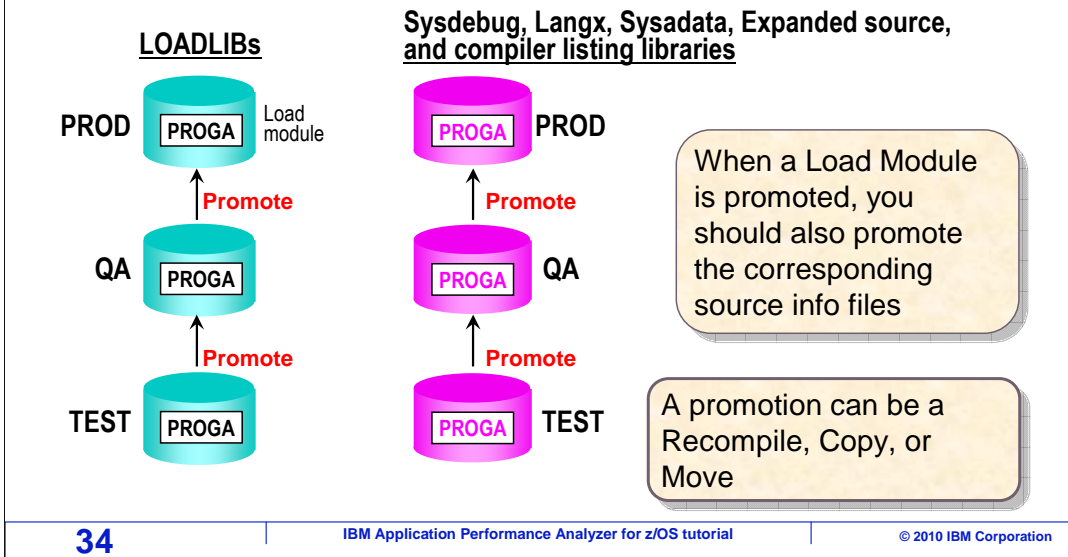 LOADLIBs
Sysdebug, Langx, Sysadata, Expanded source,
and compiler listing libraries
PROD
PROGA
Load
module
Promote
QA
PROGA
Promote
TEST
PROGA
PROGA
PROD
Promote
PROGA
QA
Promote
PROGA
TEST
When a Load Module
is promoted, you
should also promote
the corresponding
source info files
A promotion can be a
Recompile, Copy, or
Move
34
IBM Application Performance Analyzer for z/OS tutorial
© 2010 IBM Corporation